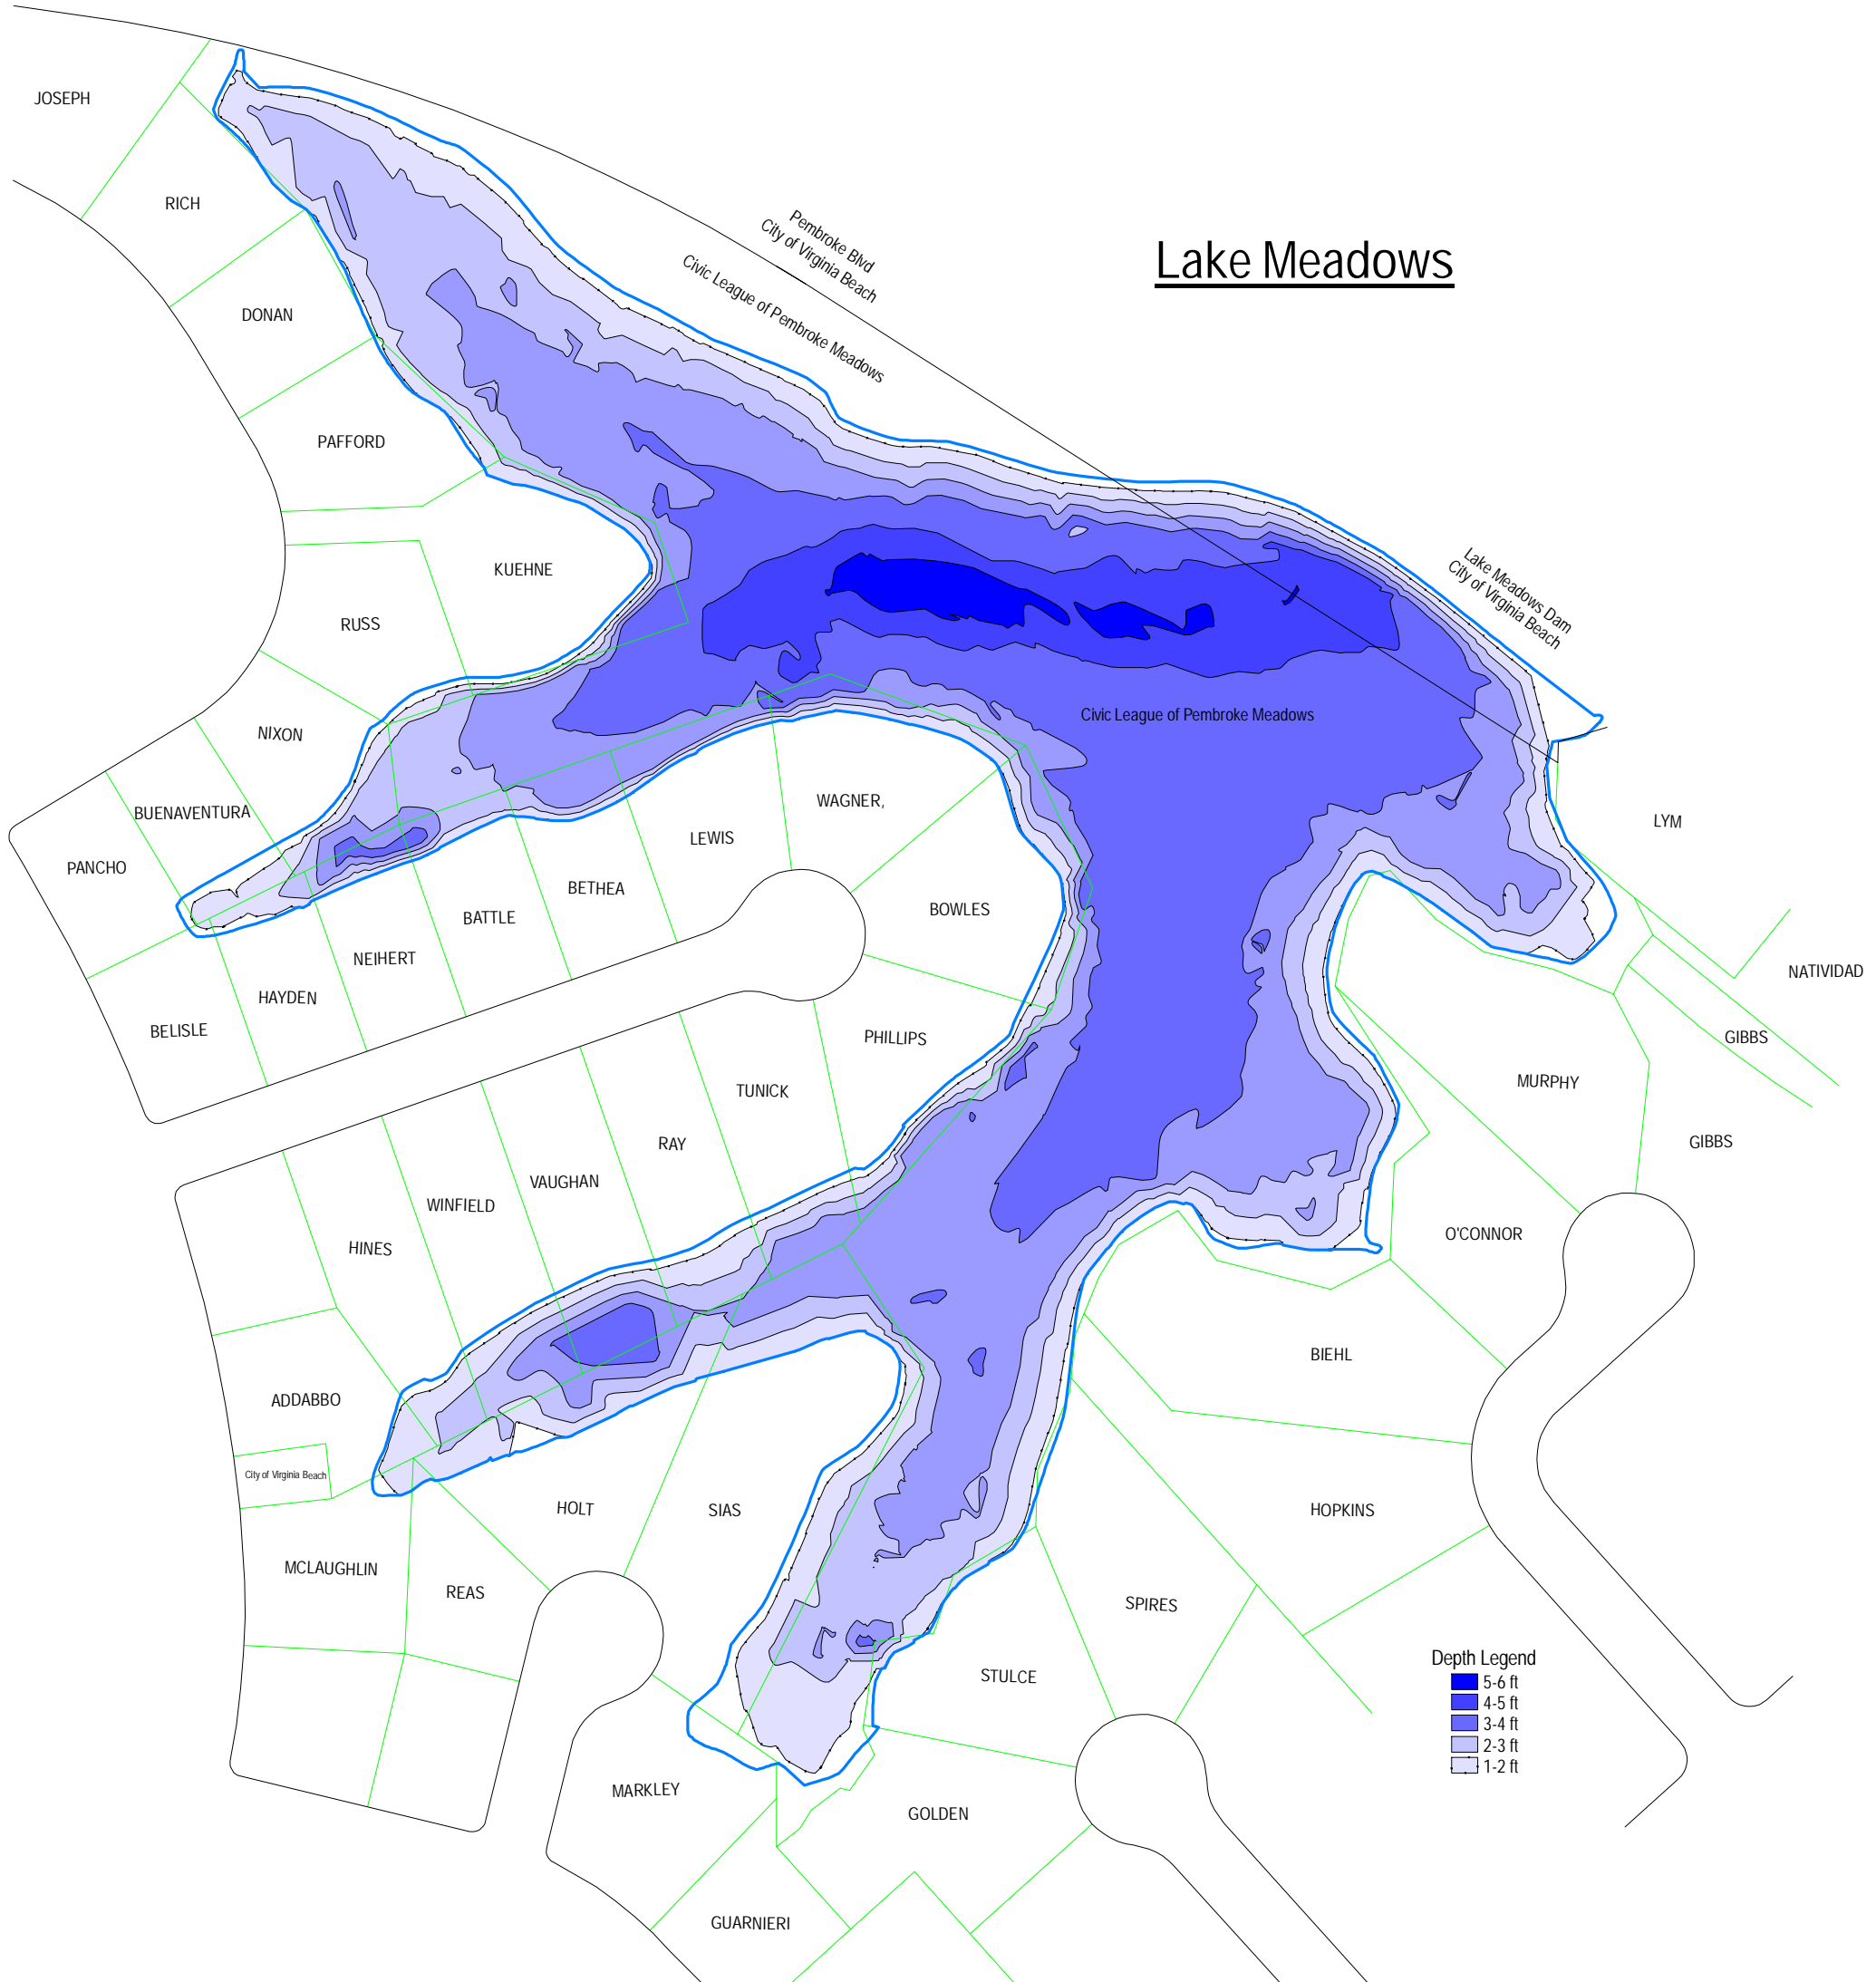 Lake Meadows
JOSEPH
RICH
Pembroke Blvd
City of Virginia Beach
Civic League of Pembroke Meadows
DONAN
PAFFORD
KUEHNE
RUSS
Lake Meadows Dam
City of Virginia Beach
NIXON
Civic League of Pembroke Meadows
BUENAVENTURA
WAGNER,
LYM
LEWIS
PANCHO
BETHEA
BATTLE
BOWLES
NEIHERT
NATIVIDAD
HAYDEN
BELISLE
PHILLIPS
GIBBS
MURPHY
TUNICK
RAY
GIBBS
VAUGHAN
WINFIELD
HINES
O'CONNOR
BIEHL
ADDABBO
City of Virginia Beach
HOLT
SIAS
HOPKINS
MCLAUGHLIN
REAS
SPIRES
STULCE
Depth Legend
5-6 ft
4-5 ft
3-4 ft
2-3 ft
1-2 ft
MARKLEY
GOLDEN
GUARNIERI